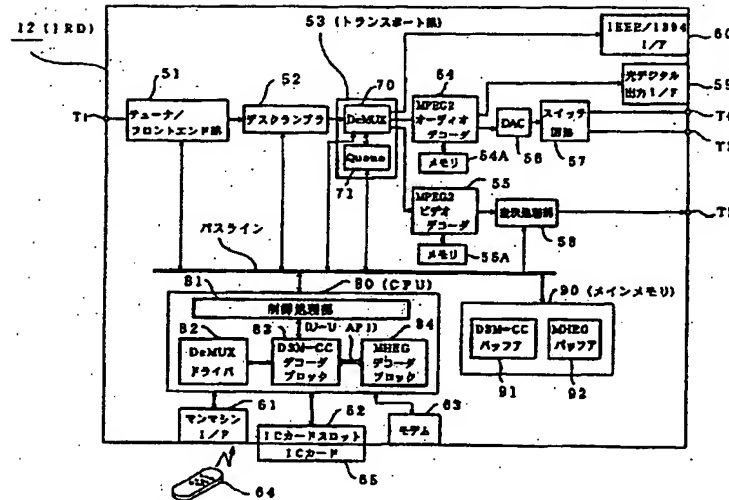 12 (IRD)
53 (トランスポート部)
IEEE/1394
I/F
60
51
52
70
54
光デジタル
出力I/F
59
T1
チューナ/
フロントエンド部
デスクランブラ
DeMUX
MPEG2
オーディオ
デコーダ
DAC
スイッチ
回路
56
57
Queue
メモリ
54A
71
55
MPEG2
ビデオ
デコーダ
58
メモリ
55A
バスライン
81
80 (CPU)
制御処理部
90 (メインメモリ)
82
83
(U-U API)
84
DeMUX
ドライバ
DSM-CC
デコーダ
ブロック
MHEG
デコーダ
ブロック
DSM-CC
バッファ
MHEG
バッファ
91
92
61
62
63
マンマシン
I/F
ICカードスロット
ICカード
モデム
65
64